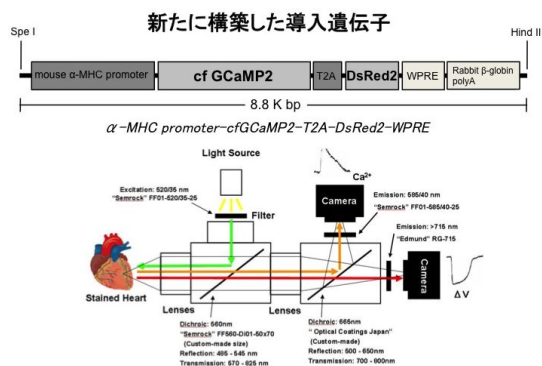 新たに構築した導入遺伝子
Spe I
Hind II
mouse α-MHC promoter
cf GCaMP2
T2A
DsRed2
WPRE
Rabbit β-globin
polyA
8.8 K bp
α-MHC promoter-cfGCaMP2-T2A-DsRed2-WPRE
Light Source
Ca²⁺
Excitation: 520/35 nm
"Semrock" FF01-520/35-25
Filter
Camera
Emission: 585/40 nm
"Semrock" FF01-585/40-25
Emission: >715 nm
"Edmund" RG-715
Camera
ΔV
Stained Heart
Lenses
Lenses
Dichroic: 560nm
"Semrock" FF560-Di01-50x70
(Custom-made size)
Reflection: 485 - 545 nm
Transmission: 570 - 825 nm
Dichroic: 665nm
" Optical Coatings Japan"
(Custom-made)
Reflection: 500 - 650nm
Transmission: 700 - 800nm